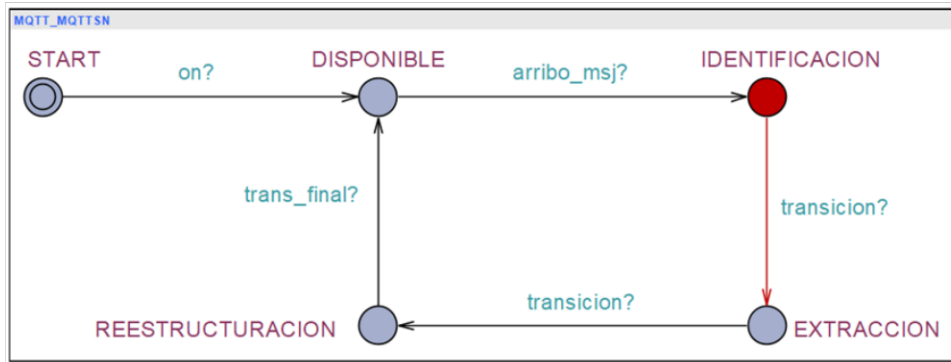 MQTT_MQTTSN
START
on?
DISPONIBLE
arribo_msj?
IDENTIFICACION
trans_final?
transicion?
REESTRUCTURACION
transicion?
EXTRACCION